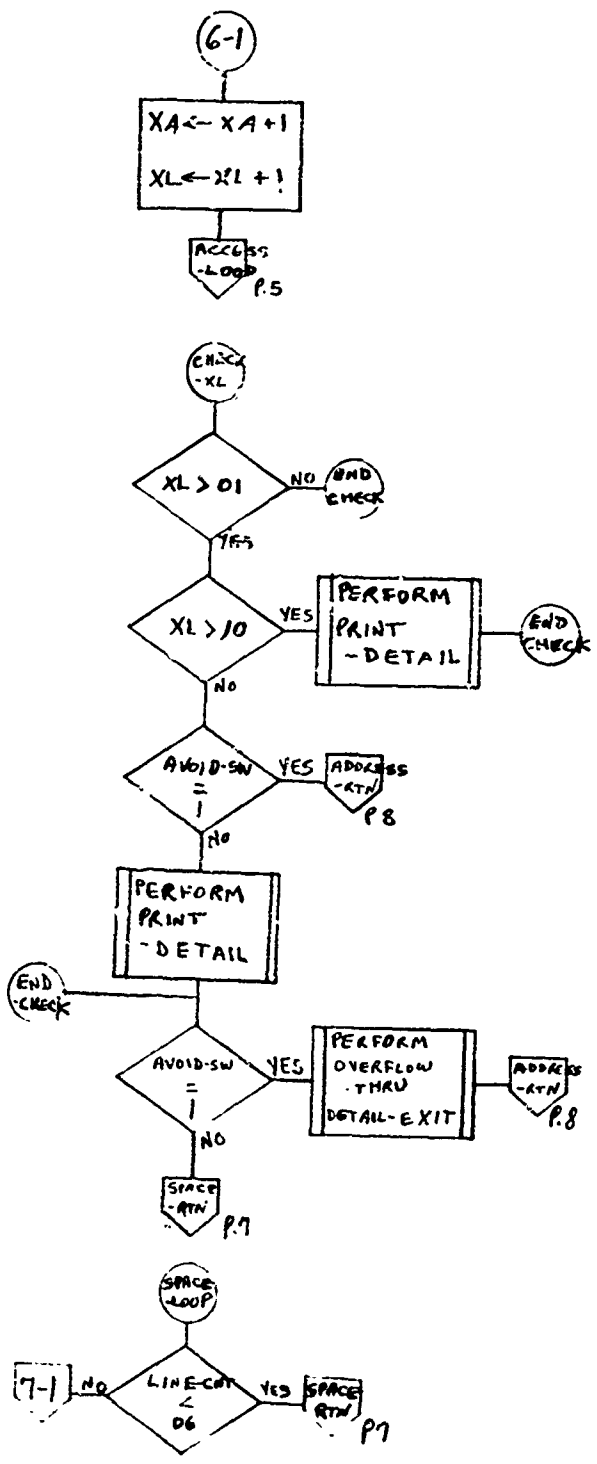 6-1
XA ← XA + 1
XL ← XL + 1
ACCESS
-LOOP
P.5
CHECK
-XL
XL > 01
NO
END
CHECK
YES
XL > 10
YES
PERFORM
PRINT
-DETAIL
END
CHECK
NO
AVOID-SW
=
1
YES
ADDRESS
-RTN
P8
NO
PERFORM
PRINT
-DETAIL
END
-CHECK
AVOID-SW
=
1
YES
PERFORM
OVERFLOW
THRU
DETAIL-EXIT
ADDRESS
-RTN
P.8
NO
SPACE
-RTN
P.7
SPACE
-LOOP
7-1
NO
LINE-CNT
<
06
YES
SPACE
RTN
P7